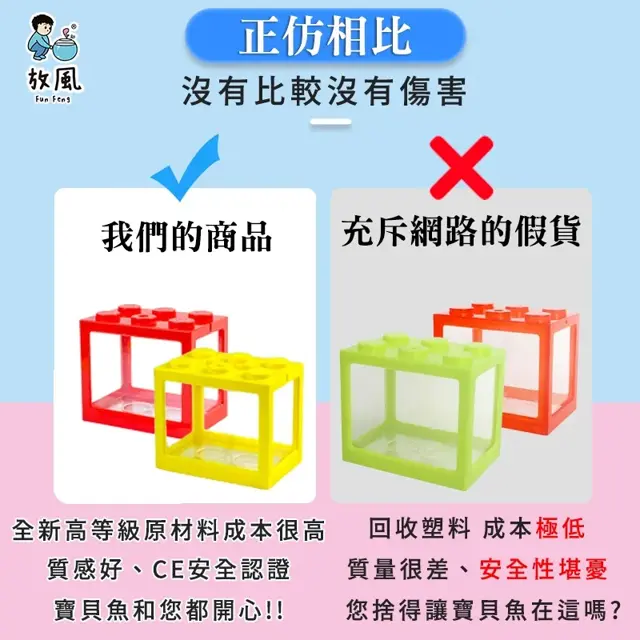 放風
Fun Feng
正仿相比
沒有比較沒有傷害
我們的商品
充斥網路的假貨
全新高等級原材料成本很高
質感好、CE安全認證
寶貝魚和您都開心!!
回收塑料 成本極低
質量很差、安全性堪憂
您捨得讓寶貝魚在這嗎?